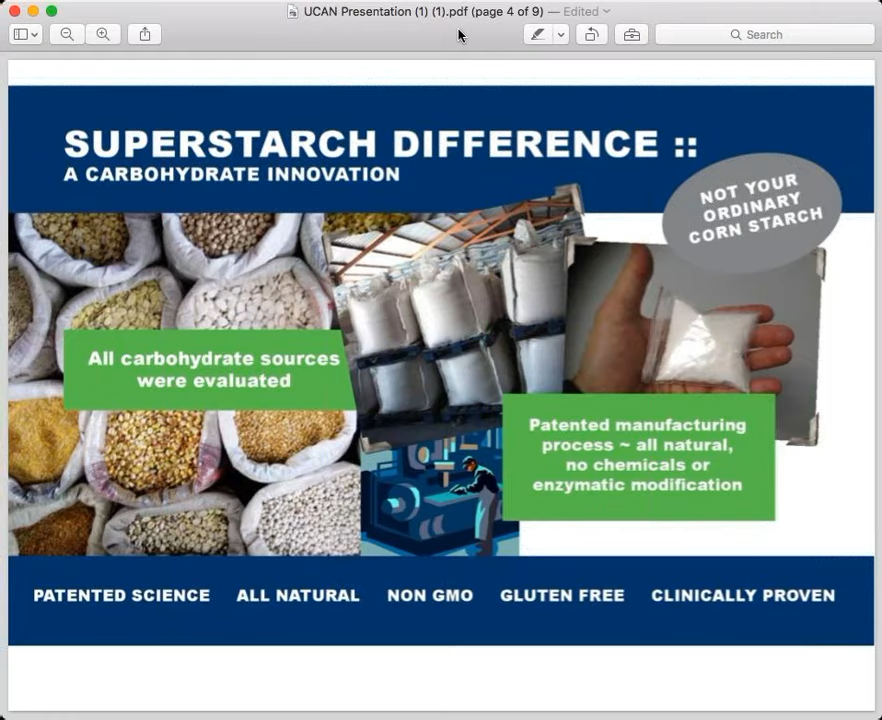 UCAN Presentation (1) (1).pdf (page 4 of 9) — Edited
Search
SUPERSTARCH DIFFERENCE ::
A CARBOHYDRATE INNOVATION
NOT YOUR
ORDINARY
CORN STARCH
All carbohydrate sources
were evaluated
Patented manufacturing
process ~ all natural,
no chemicals or
enzymatic modification
PATENTED SCIENCE ALL NATURAL NON GMO GLUTEN FREE CLINICALLY PROVEN